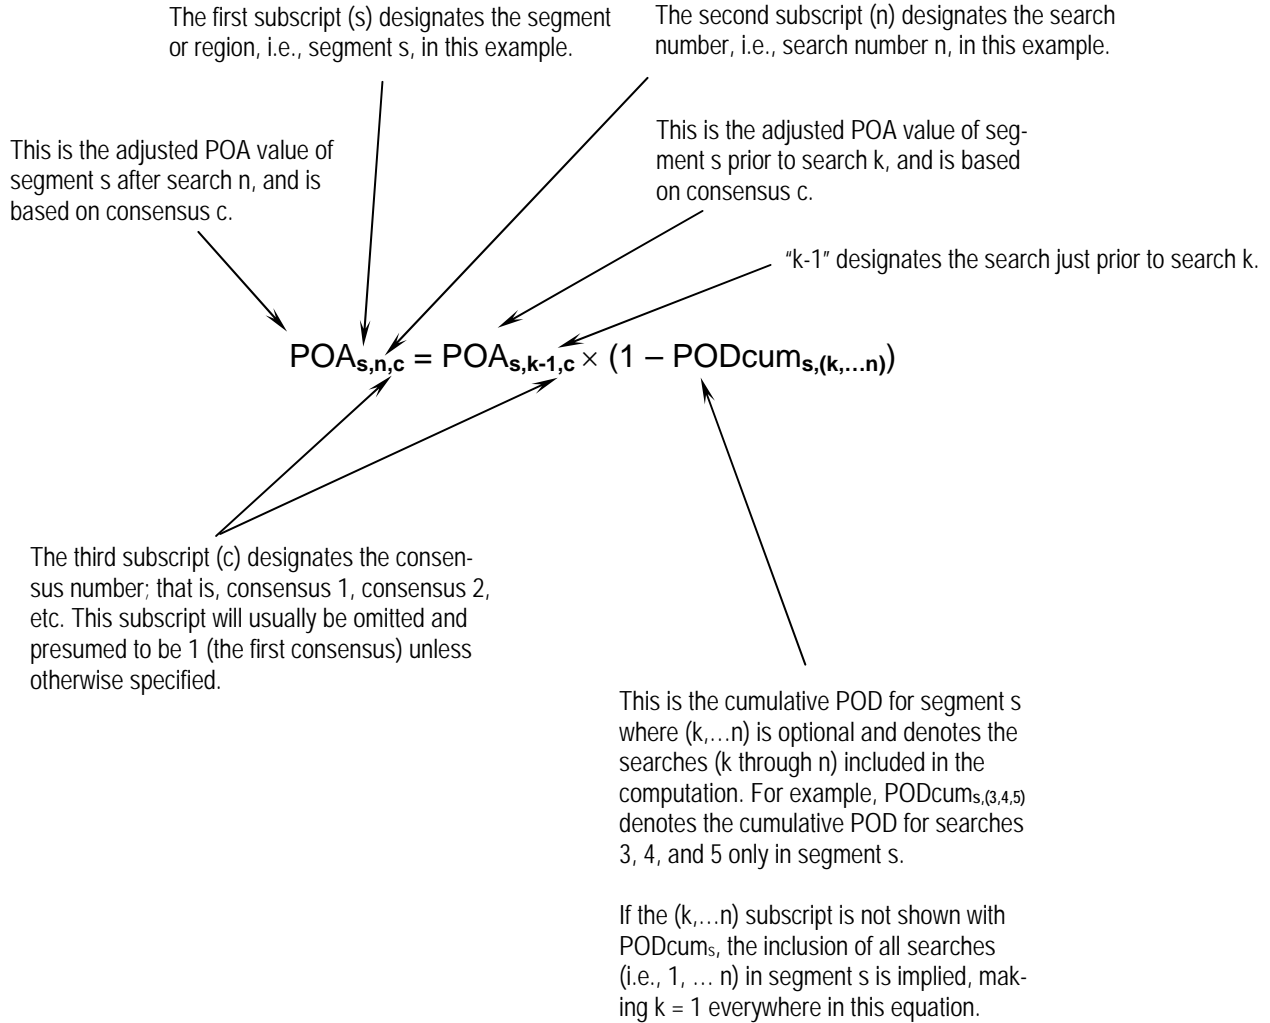 The first subscript (s) designates the segment
or region, i.e., segment s, in this example.
The second subscript (n) designates the search
number, i.e., search number n, in this example.
This is the adjusted POA value of
segment s after search n, and is
based on consensus c.
This is the adjusted POA value of seg-
ment s prior to search k, and is based
on consensus c.
“k-1” designates the search just prior to search k.
POAs,n,c = POAs,k-1,c × (1 – PODcums,(k,…n))
The third subscript (c) designates the consen-
sus number; that is, consensus 1, consensus 2,
etc. This subscript will usually be omitted and
presumed to be 1 (the first consensus) unless
otherwise specified.
This is the cumulative POD for segment s
where (k,…n) is optional and denotes the
searches (k through n) included in the
computation. For example, PODcums,(3,4,5)
denotes the cumulative POD for searches
3, 4, and 5 only in segment s.
If the (k,…n) subscript is not shown with
PODcums, the inclusion of all searches
(i.e., 1, … n) in segment s is implied, mak-
ing k = 1 everywhere in this equation.